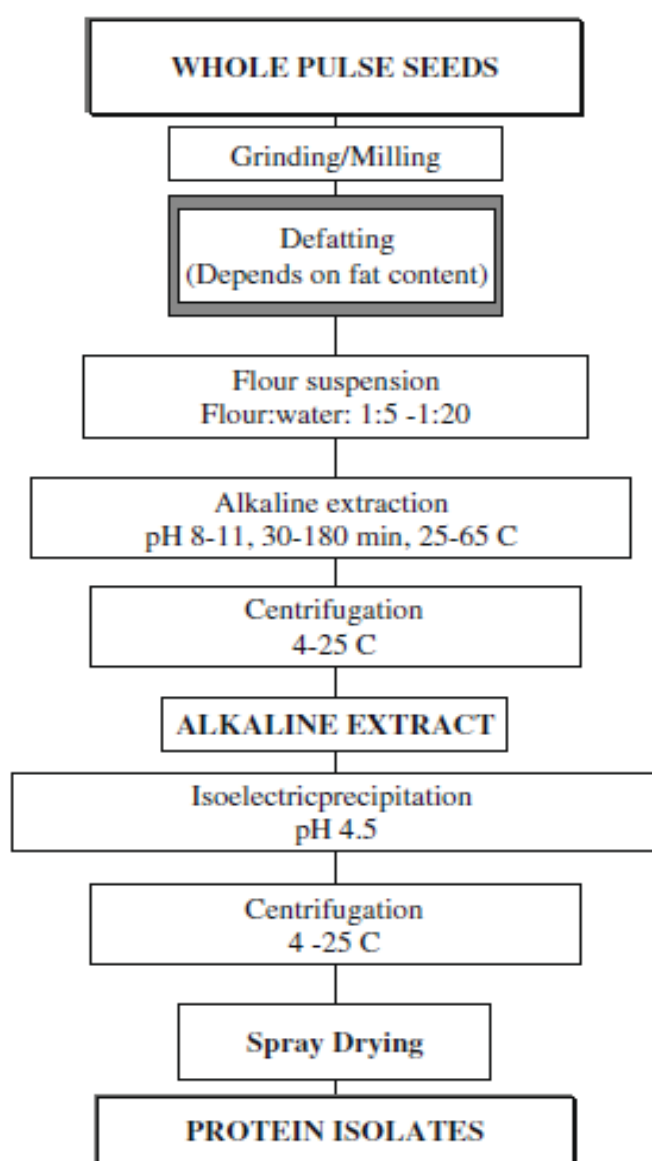 WHOLE PULSE SEEDS
Grinding/Milling
Defatting
(Depends on fat content)
Flour suspension
Flour:water: 1:5 -1:20
Alkaline extraction
pH 8-11, 30-180 min, 25-65 C
Centrifugation
4-25 C
ALKALINE EXTRACT
Isoelectricprecipitation
pH 4.5
Centrifugation
4 -25 C
Spray Drying
PROTEIN ISOLATES